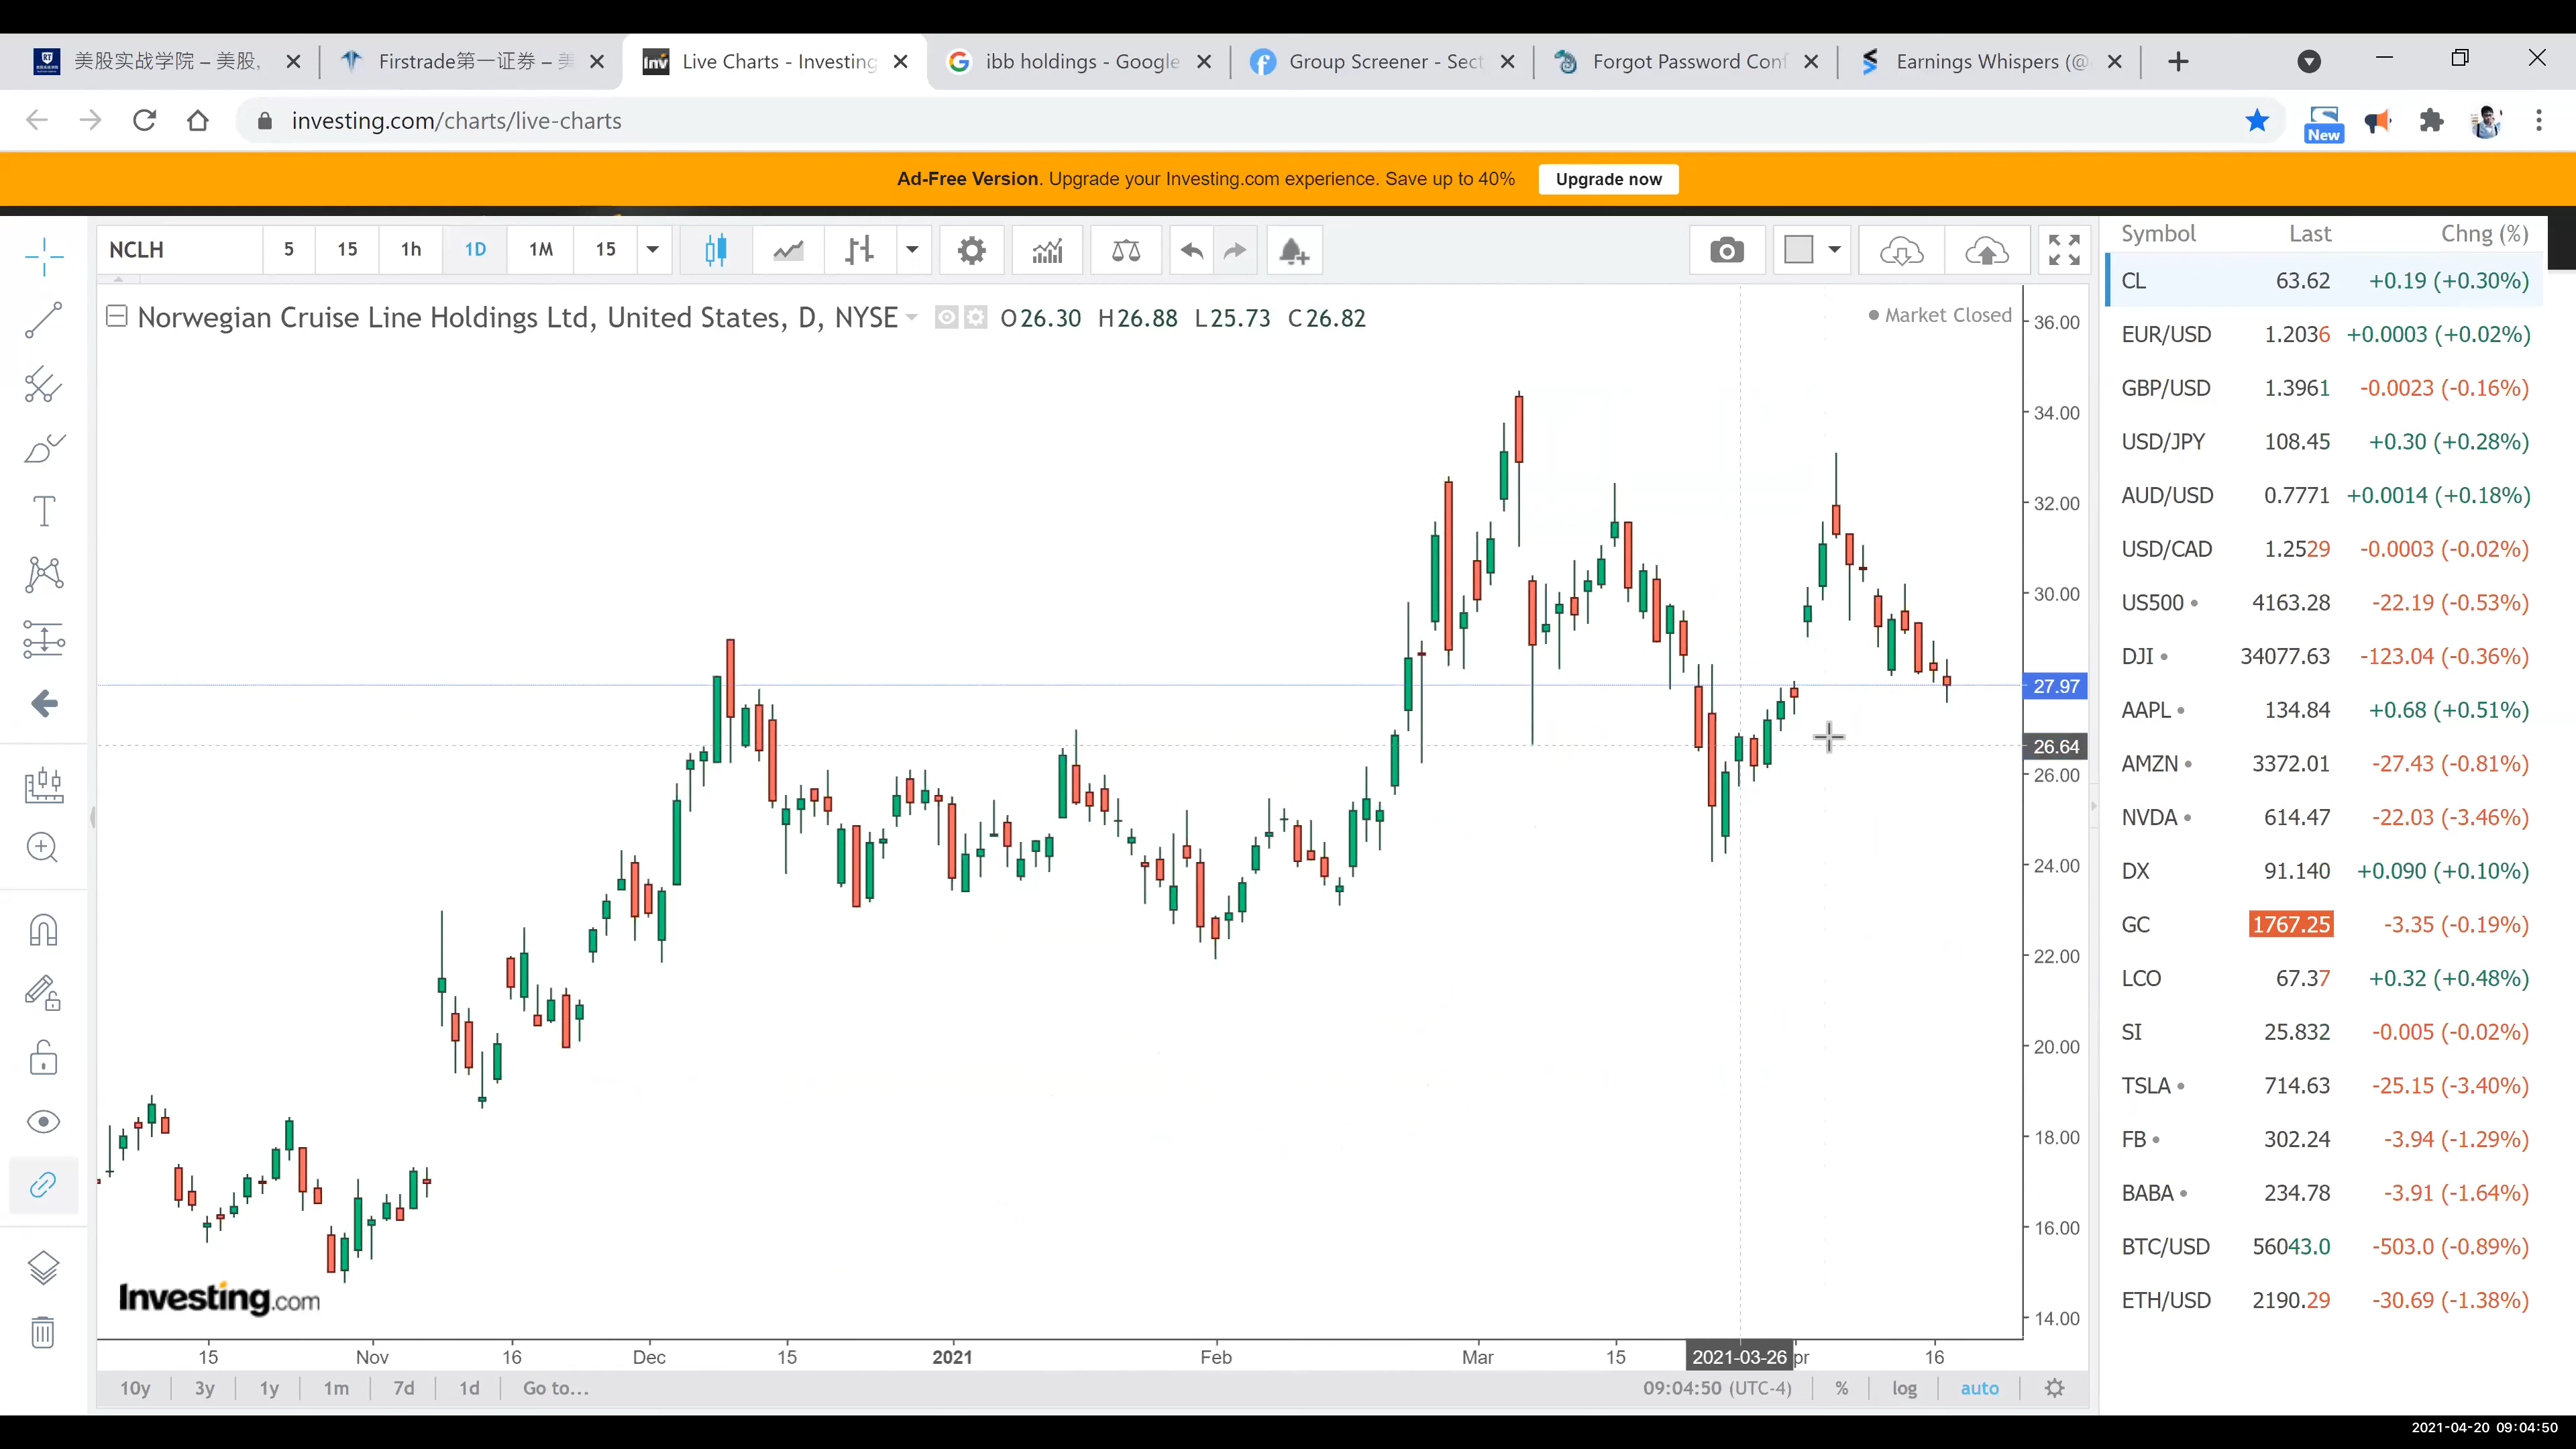 美股实战学院 – 美股,
Firstrade第一证券 – 美
Live Charts - Investing
ibb holdings - Google
Group Screener - Sect
Forgot Password Conf
Earnings Whispers (@
investing.com/charts/live-charts
New
Ad-Free Version. Upgrade your Investing.com experience. Save up to 40%
Upgrade now
NCLH 5 15 1h 1D 1M 15
Norwegian Cruise Line Holdings Ltd, United States, D, NYSE O26.30 H26.88 L25.73 C26.82
Market Closed
36.00
34.00
32.00
30.00
27.97
26.64
26.00
24.00
22.00
20.00
18.00
16.00
14.00
Investing.com
15 Nov 16 Dec 15 2021 Feb Mar 15 2021-03-26 pr 16
10y 3y 1y 1m 7d 1d Go to... 09:04:50 (UTC-4) % log auto
Symbol Last Chng (%)
CL 63.62 +0.19 (+0.30%)
EUR/USD 1.2036 +0.0003 (+0.02%)
GBP/USD 1.3961 -0.0023 (-0.16%)
USD/JPY 108.45 +0.30 (+0.28%)
AUD/USD 0.7771 +0.0014 (+0.18%)
USD/CAD 1.2529 -0.0003 (-0.02%)
US500 4163.28 -22.19 (-0.53%)
DJI 34077.63 -123.04 (-0.36%)
AAPL 134.84 +0.68 (+0.51%)
AMZN 3372.01 -27.43 (-0.81%)
NVDA 614.47 -22.03 (-3.46%)
DX 91.140 +0.090 (+0.10%)
GC 1767.25 -3.35 (-0.19%)
LCO 67.37 +0.32 (+0.48%)
SI 25.832 -0.005 (-0.02%)
TSLA 714.63 -25.15 (-3.40%)
FB 302.24 -3.94 (-1.29%)
BABA 234.78 -3.91 (-1.64%)
BTC/USD 56043.0 -503.0 (-0.89%)
ETH/USD 2190.29 -30.69 (-1.38%)
2021-04-20 09:04:50